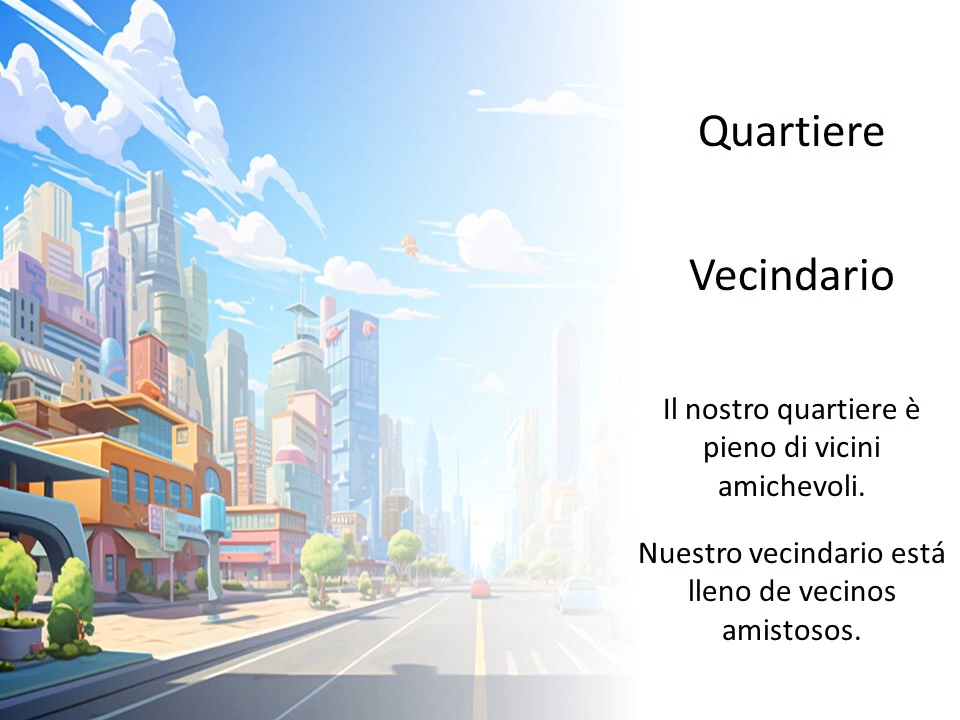 Quartiere
Vecindario
Il nostro quartiere è
pieno di vicini
amichevoli.
Nuestro vecindario está
lleno de vecinos
amistosos.